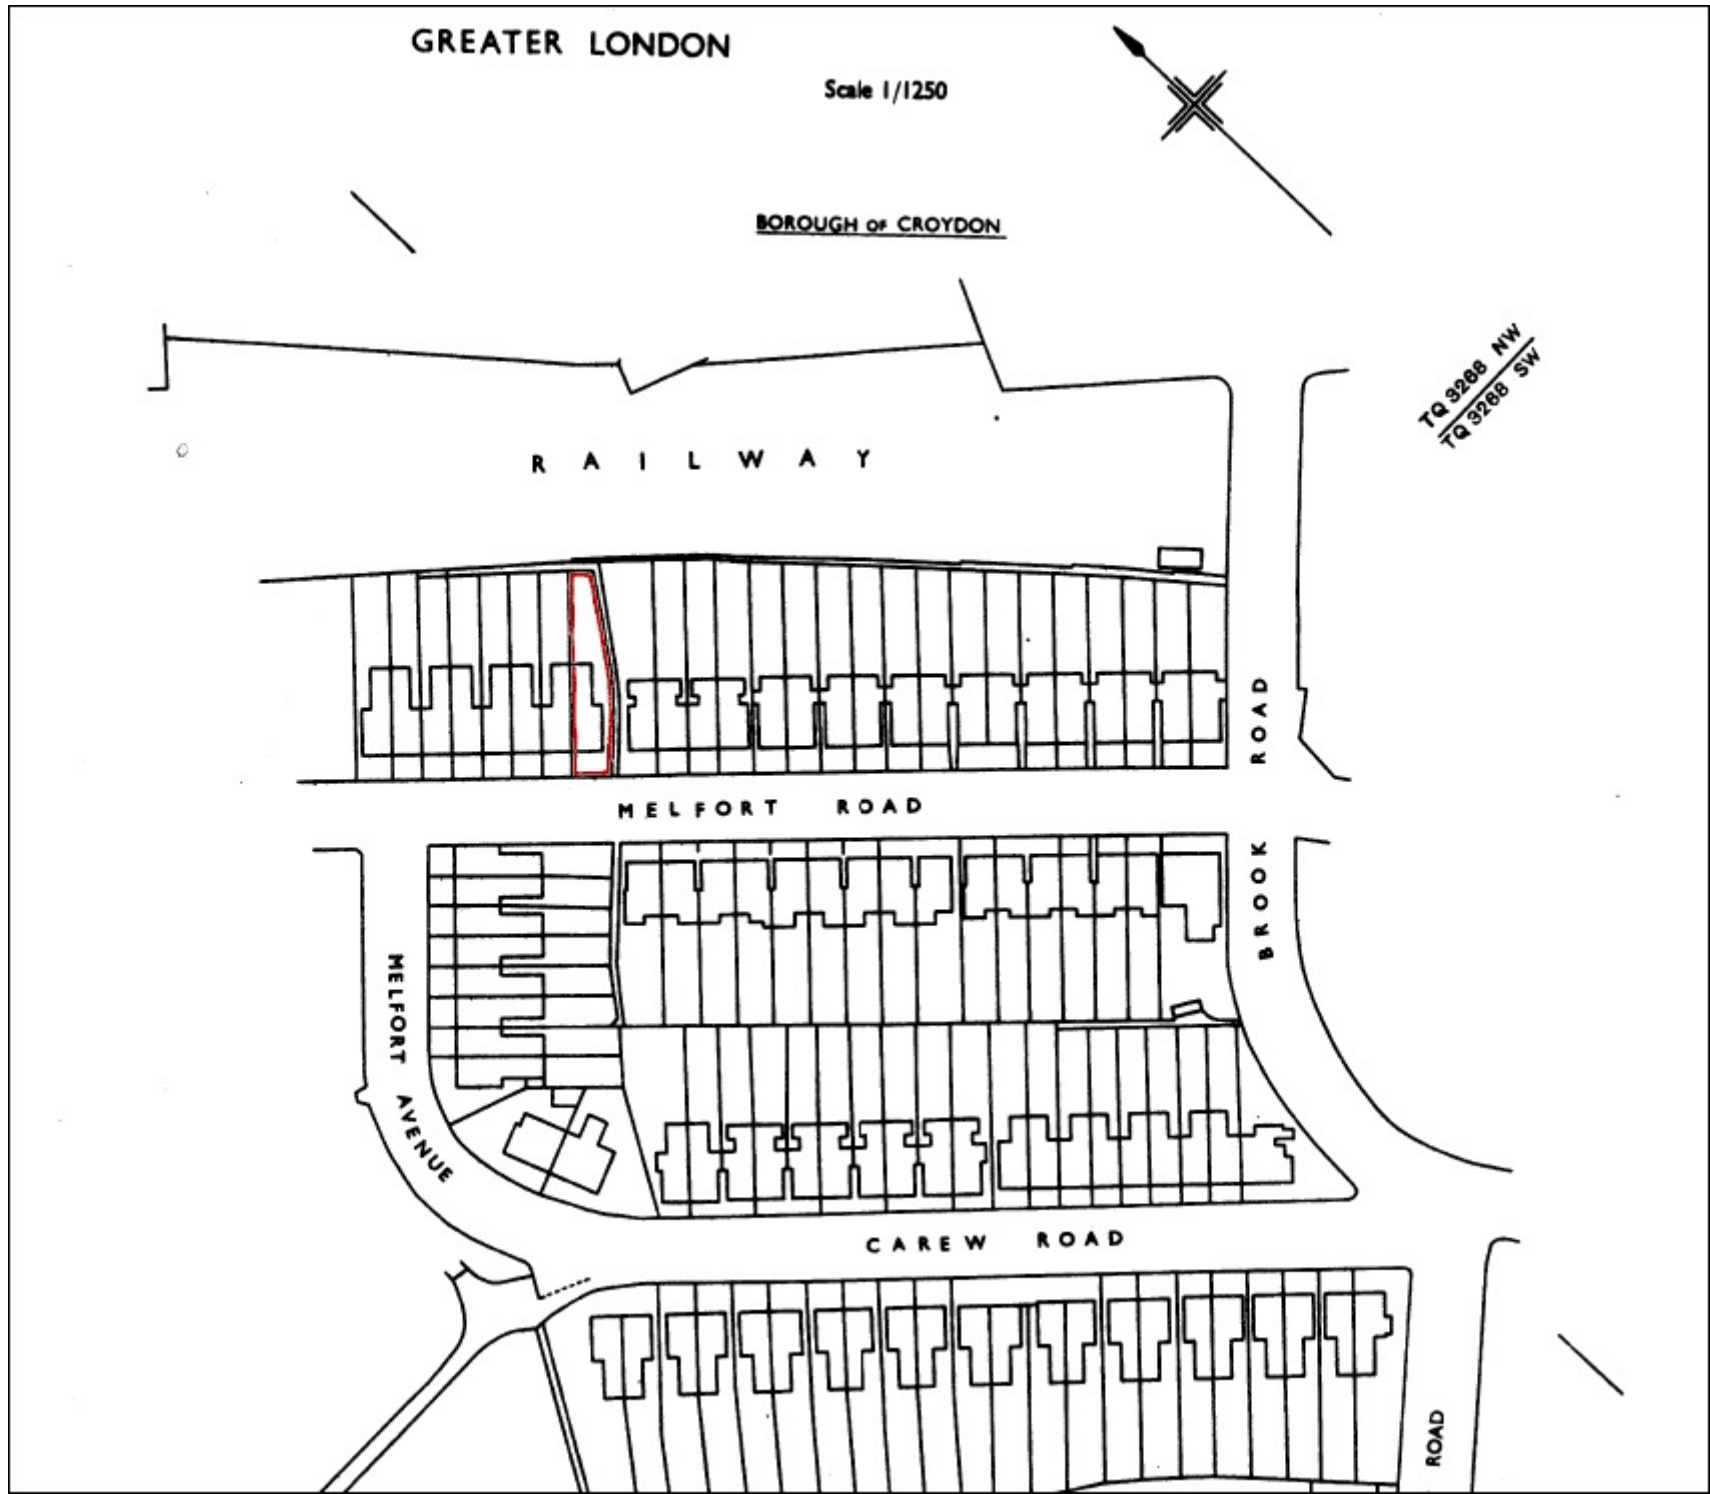 GREATER LONDON
Scale 1/1250
BOROUGH OF CROYDON
TQ 3268 NW
TQ 3268 SW
RAILWAY
ROAD
MELFORT ROAD
BROOK
MELFORT AVENUE
CAREW ROAD
ROAD